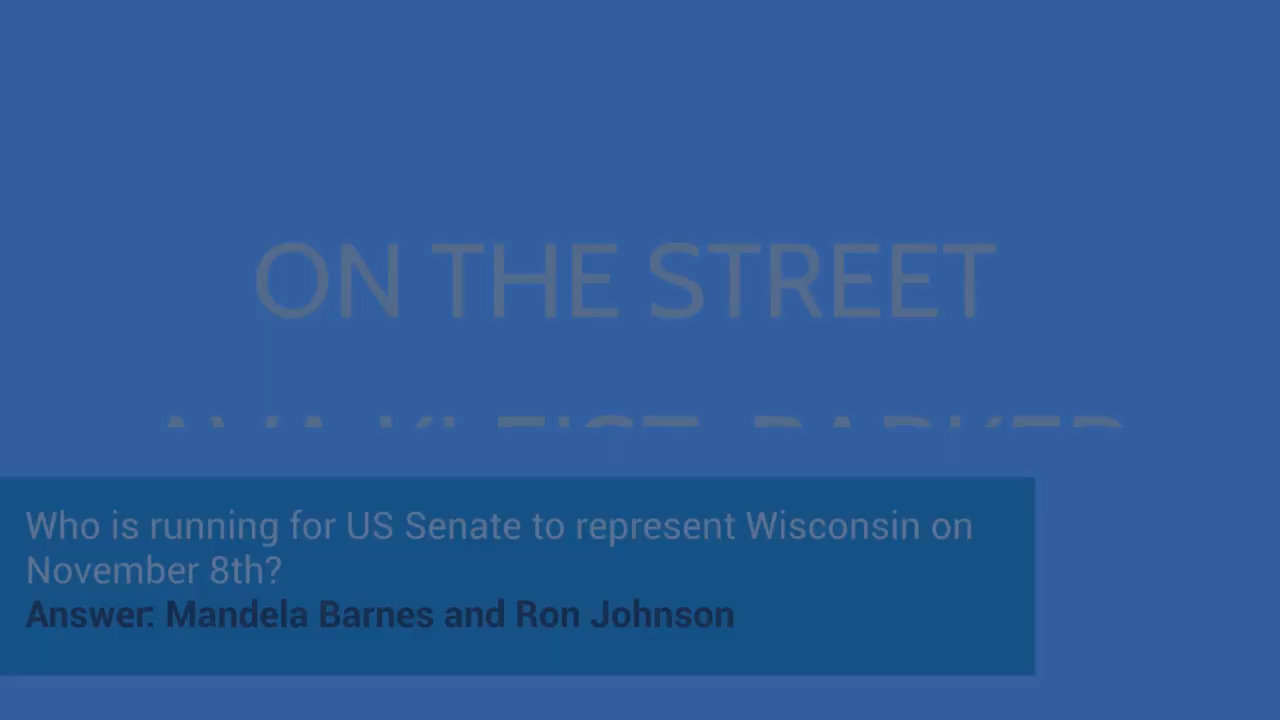 ON THE STREET
Who is running for US Senate to represent Wisconsin on
November 8th?
Answer: Mandela Barnes and Ron Johnson